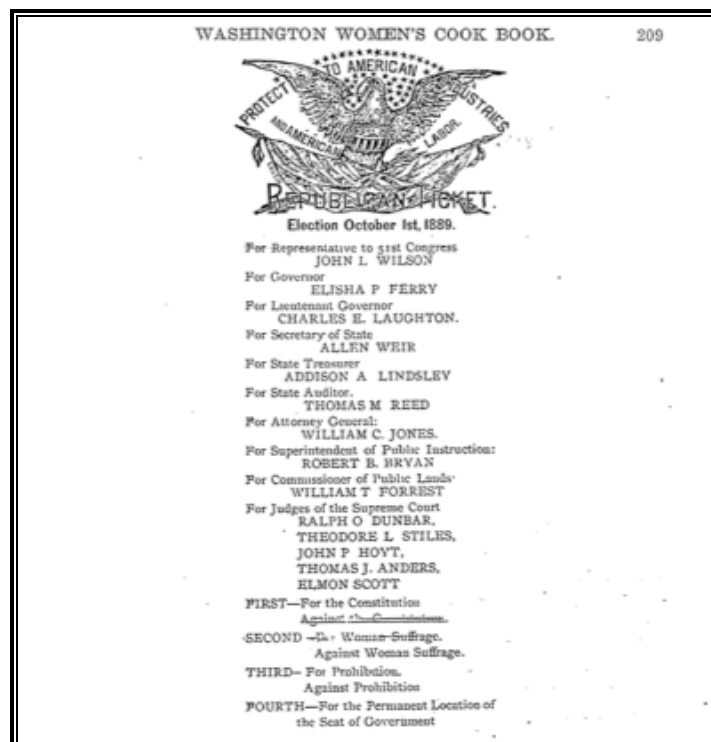 WASHINGTON WOMEN'S COOK BOOK. 209
PROTECT TO AMERICAN INDUSTRIES
AND AMERICAN LABOR.
REPUBLICAN TICKET.
Election October 1st, 1889.
For Representative to 51st Congress
JOHN L WILSON
For Governor
ELISHA P FERRY
For Lieutenant Governor
CHARLES E. LAUGHTON.
For Secretary of State
ALLEN WEIR
For State Treasurer
ADDISON A LINDSLEY
For State Auditor.
THOMAS M REED
For Attorney General:
WILLIAM C. JONES.
For Superintendent of Public Instruction:
ROBERT B. BRYAN
For Commissioner of Public Lands
WILLIAM T FORREST
For Judges of the Supreme Court
RALPH O DUNBAR,
THEODORE L STILES,
JOHN P HOYT,
THOMAS J. ANDERS,
ELMON SCOTT
FIRST—For the Constitution
Against the Constitution.
SECOND—For Woman Suffrage.
Against Woman Suffrage.
THIRD—For Prohibition.
Against Prohibition
FOURTH—For the Permanent Location of
the Seat of Government